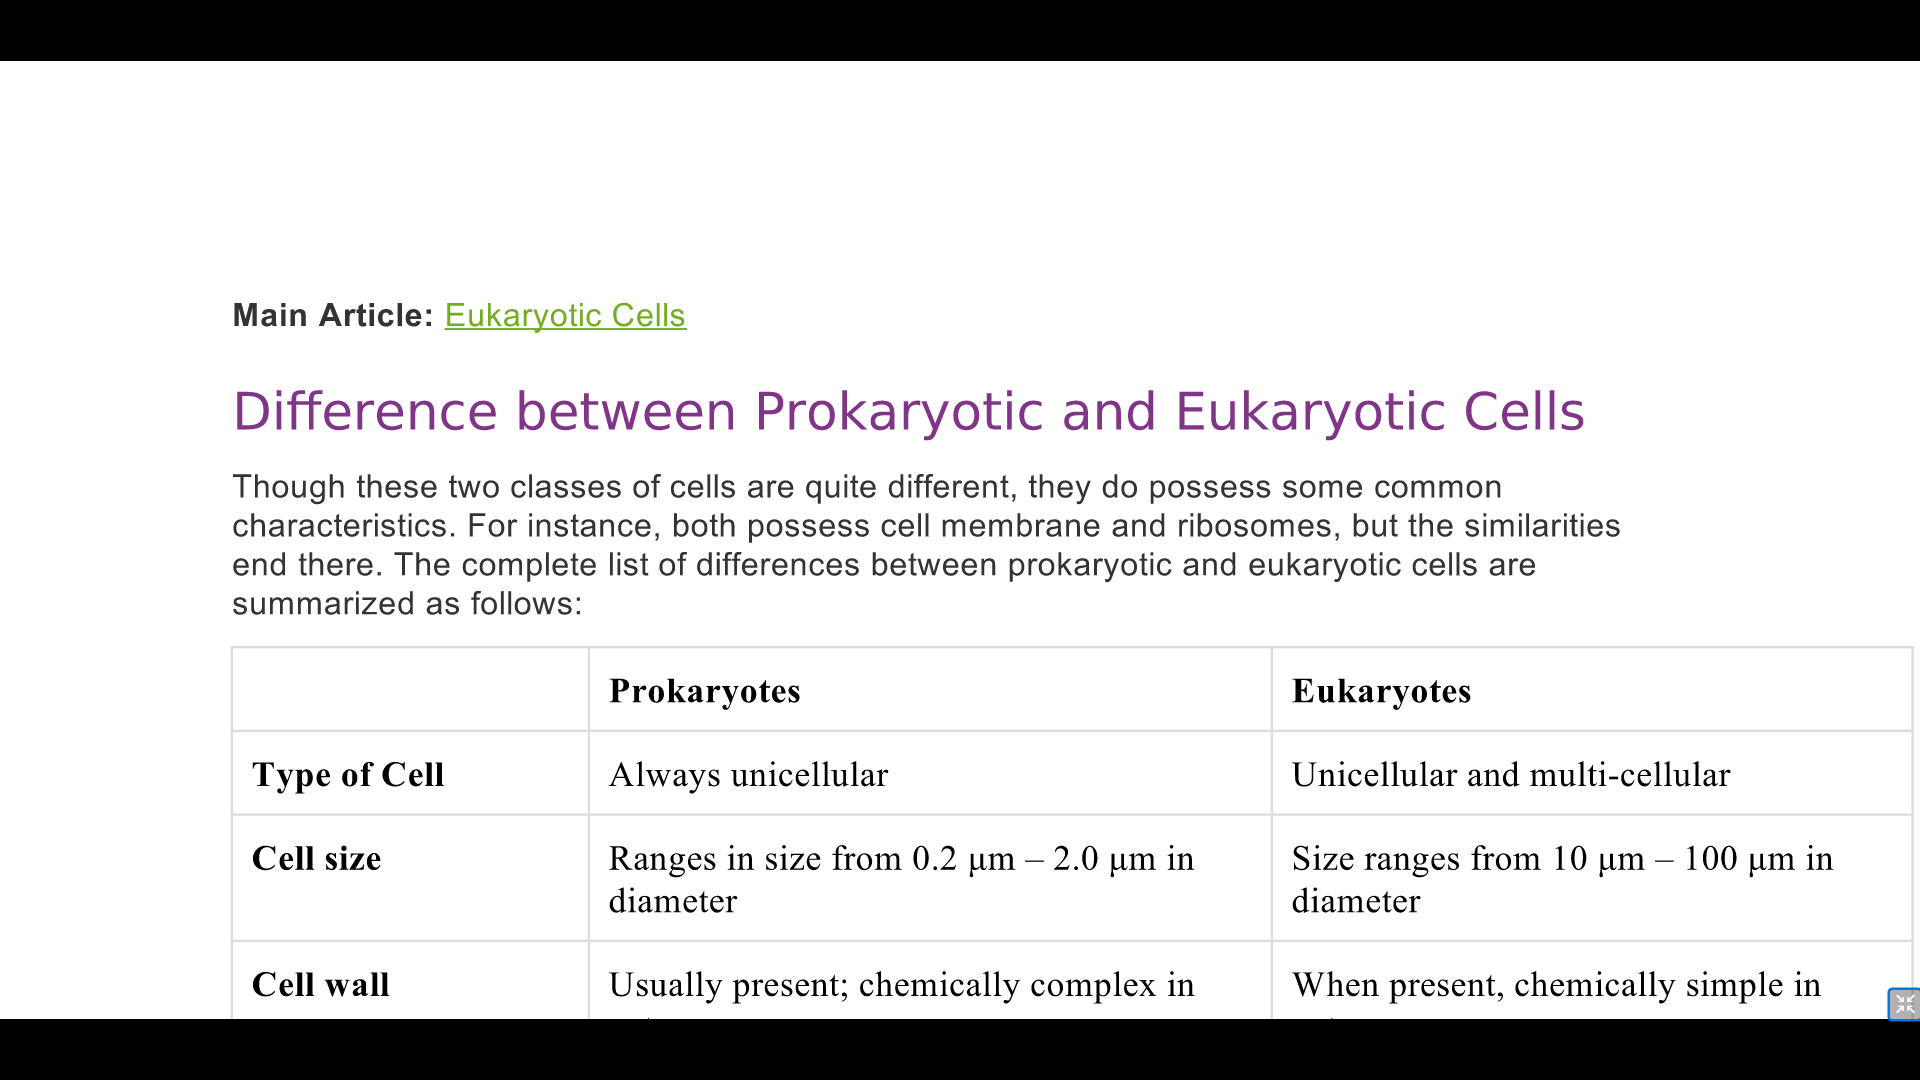 Main Article: Eukaryotic Cells
Difference between Prokaryotic and Eukaryotic Cells
Though these two classes of cells are quite different, they do possess some common
characteristics. For instance, both possess cell membrane and ribosomes, but the similarities
end there. The complete list of differences between prokaryotic and eukaryotic cells are
summarized as follows:
Prokaryotes Eukaryotes
Type of Cell Always unicellular Unicellular and multi-cellular
Cell size Ranges in size from 0.2 μm – 2.0 μm in Size ranges from 10 μm – 100 μm in
diameter diameter
Cell wall Usually present; chemically complex in When present, chemically simple in